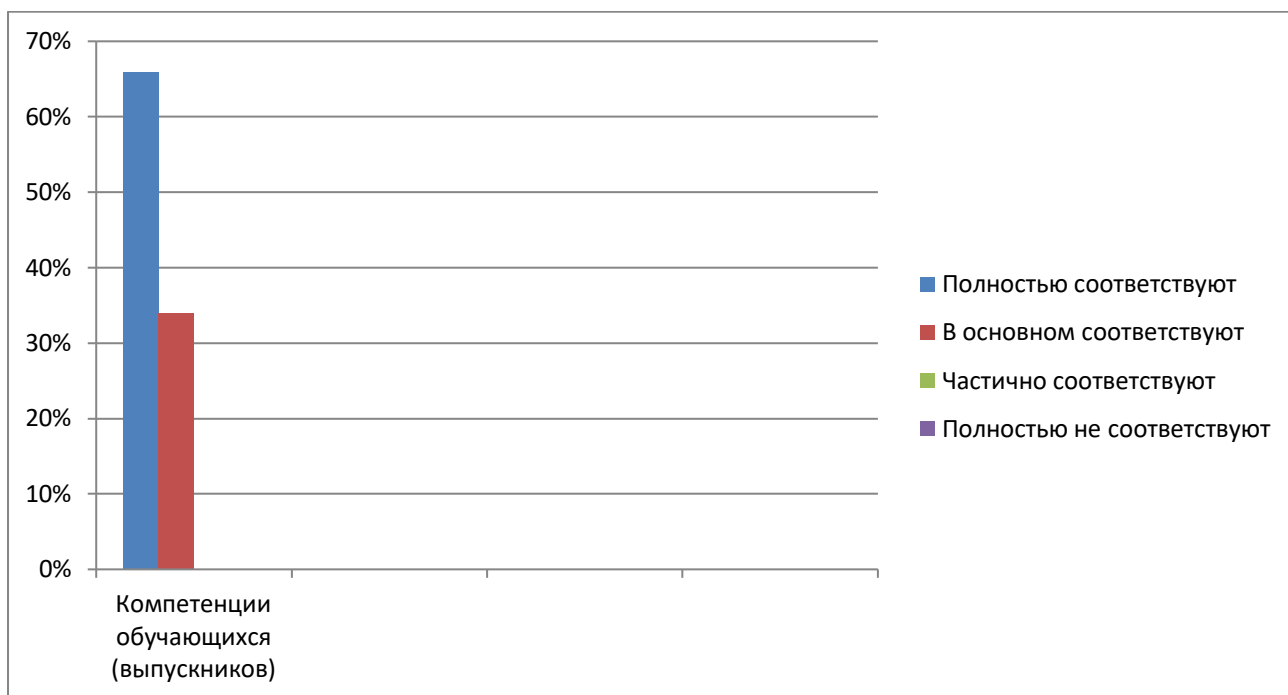 70%
60%
50%
40%
30%
20%
10%
0%
Компетенции
обучающихся
(выпускников)
Полностью соответствуют
В основном соответствуют
Частично соответствуют
Полностью не соответствуют